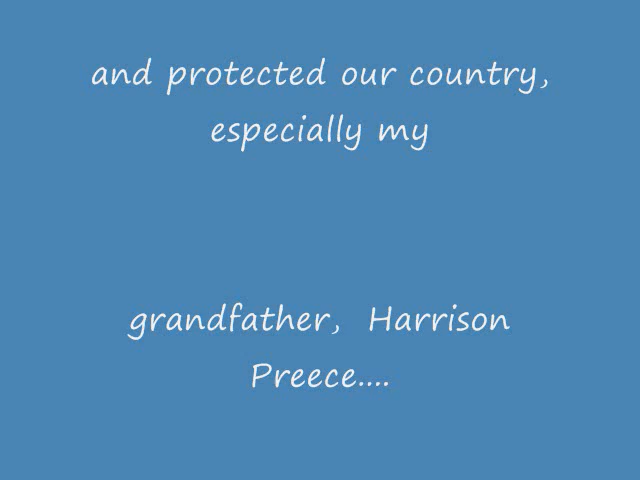 and protected our country,
especially my
grandfather, Harrison
Preece....